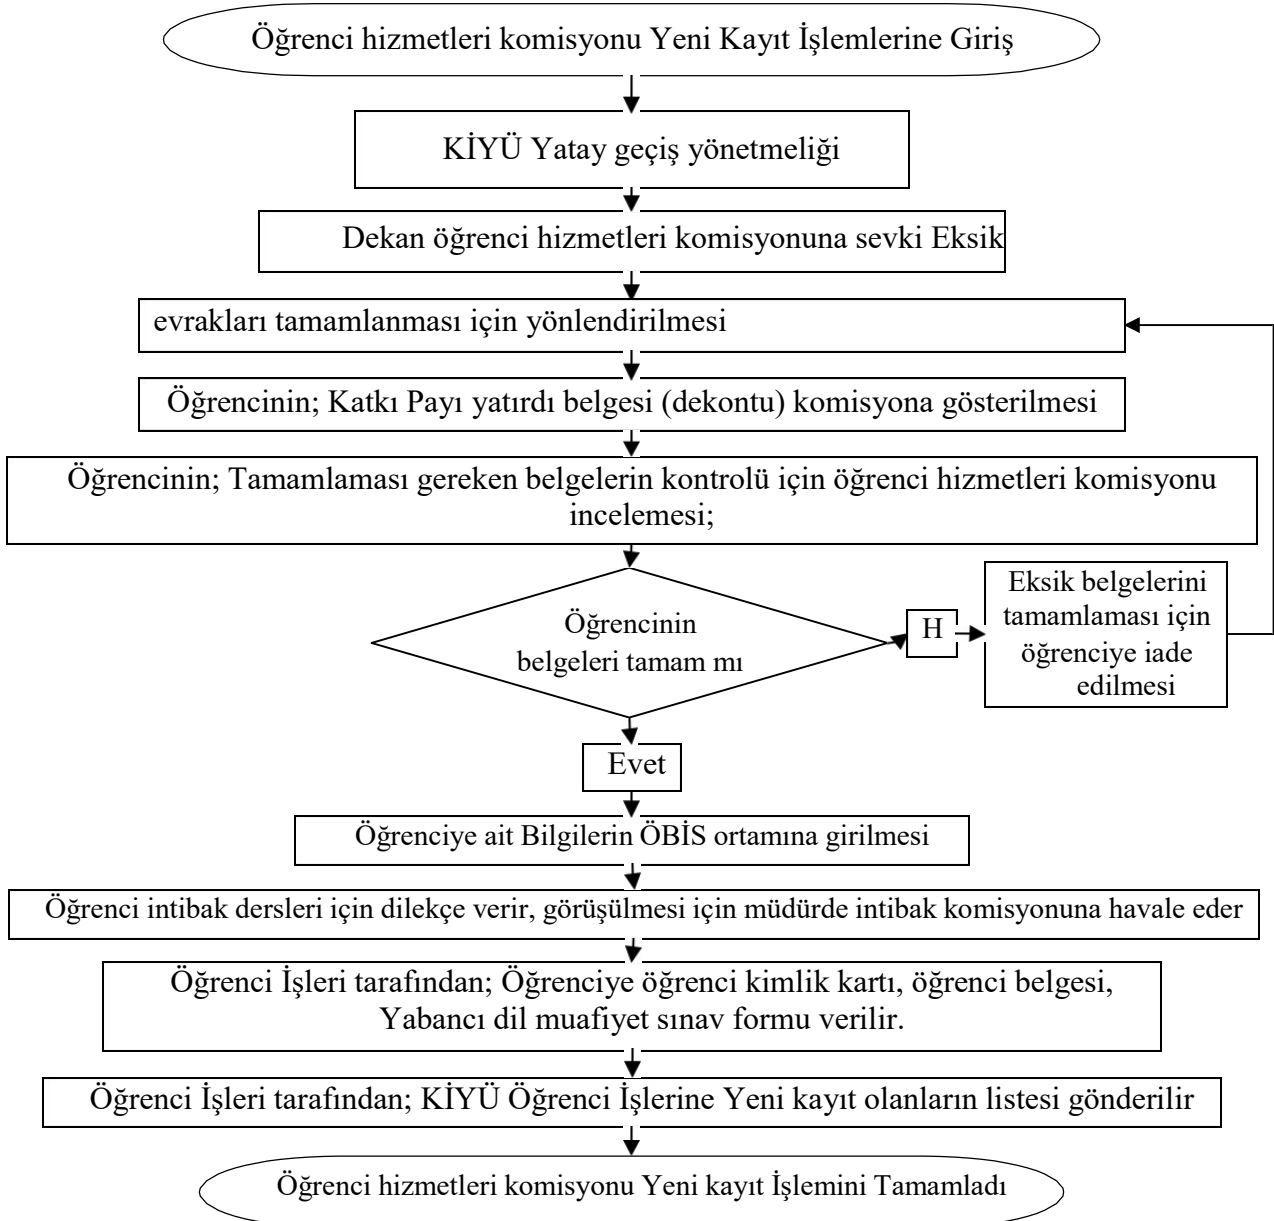 Öğrenci hizmetleri komisyonu Yeni Kayıt İşlemlerine Giriş
KİYÜ Yatay geçiş yönetmeliği
Dekan öğrenci hizmetleri komisyonuna sevki Eksik
evrakları tamamlanması için yönlendirilmesi
Öğrencinin; Katkı Payı yatırdı belgesi (dekontu) komisyona gösterilmesi
Öğrencinin; Tamamlaması gereken belgelerin kontrolü için öğrenci hizmetleri komisyonu
incelemesi;
Öğrencinin
belgeleri tamam mı
H
Eksik belgelerini
tamamlaması için
öğrenciye iade
edilmesi
Evet
Öğrenciye ait Bilgilerin ÖBİS ortamına girilmesi
Öğrenci intibak dersleri için dilekçe verir, görüşülmesi için müdürde intibak komisyonuna havale eder
Öğrenci İşleri tarafından; Öğrenciye öğrenci kimlik kartı, öğrenci belgesi,
Yabancı dil muafiyet sınav formu verilir.
Öğrenci İşleri tarafından; KİYÜ Öğrenci İşlerine Yeni kayıt olanların listesi gönderilir
Öğrenci hizmetleri komisyonu Yeni kayıt İşlemini Tamamladı